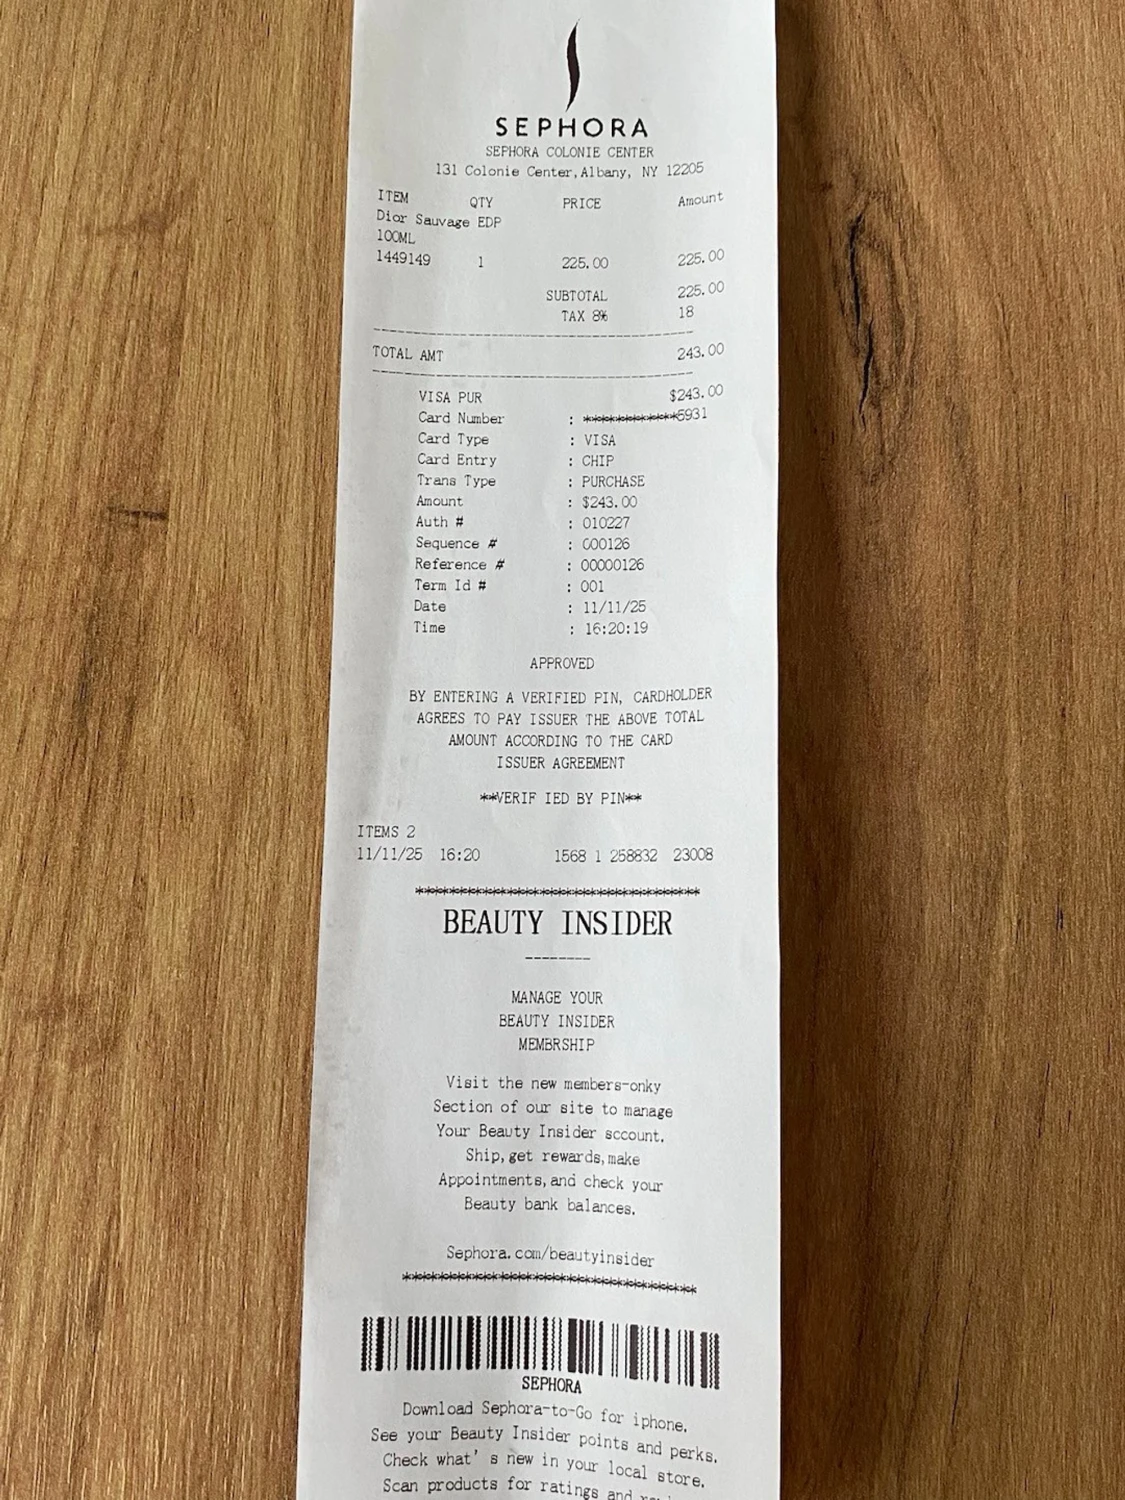 SEPHORA
SEPHORA COLONIE CENTER
131 Colonie Center,Albany, NY 12205
ITEM QTY PRICE Amount
Dior Sauvage EDP
100ML
1449149 1 225.00 225.00
SUBTOTAL 225.00
TAX 8% 18
TOTAL AMT 243.00
VISA PUR $243.00
Card Number : ************5931
Card Type : VISA
Card Entry : CHIP
Trans Type : PURCHASE
Amount : $243.00
Auth # : 010227
Sequence # : 000126
Reference # : 00000126
Term Id # : 001
Date : 11/11/25
Time : 16:20:19
APPROVED
BY ENTERING A VERIFIED PIN, CARDHOLDER
AGREES TO PAY ISSUER THE ABOVE TOTAL
AMOUNT ACCORDING TO THE CARD
ISSUER AGREEMENT
**VERIF IED BY PIN**
ITEMS 2
11/11/25 16:20 1568 1 258832 23008
**********************************
BEAUTY INSIDER
--------
MANAGE YOUR
BEAUTY INSIDER
MEMBRSHIP
Visit the new members-onky
Section of our site to manage
Your Beauty Insider sccount.
Ship,get rewards,make
Appointments,and check your
Beauty bank balances.
Sephora.com/beautyinsider
***********************************
SEPHORA
Download Sephora-to-Go for iphone.
See your Beauty Insider points and perks.
Check what's new in your local store.
Scan products for ratings and